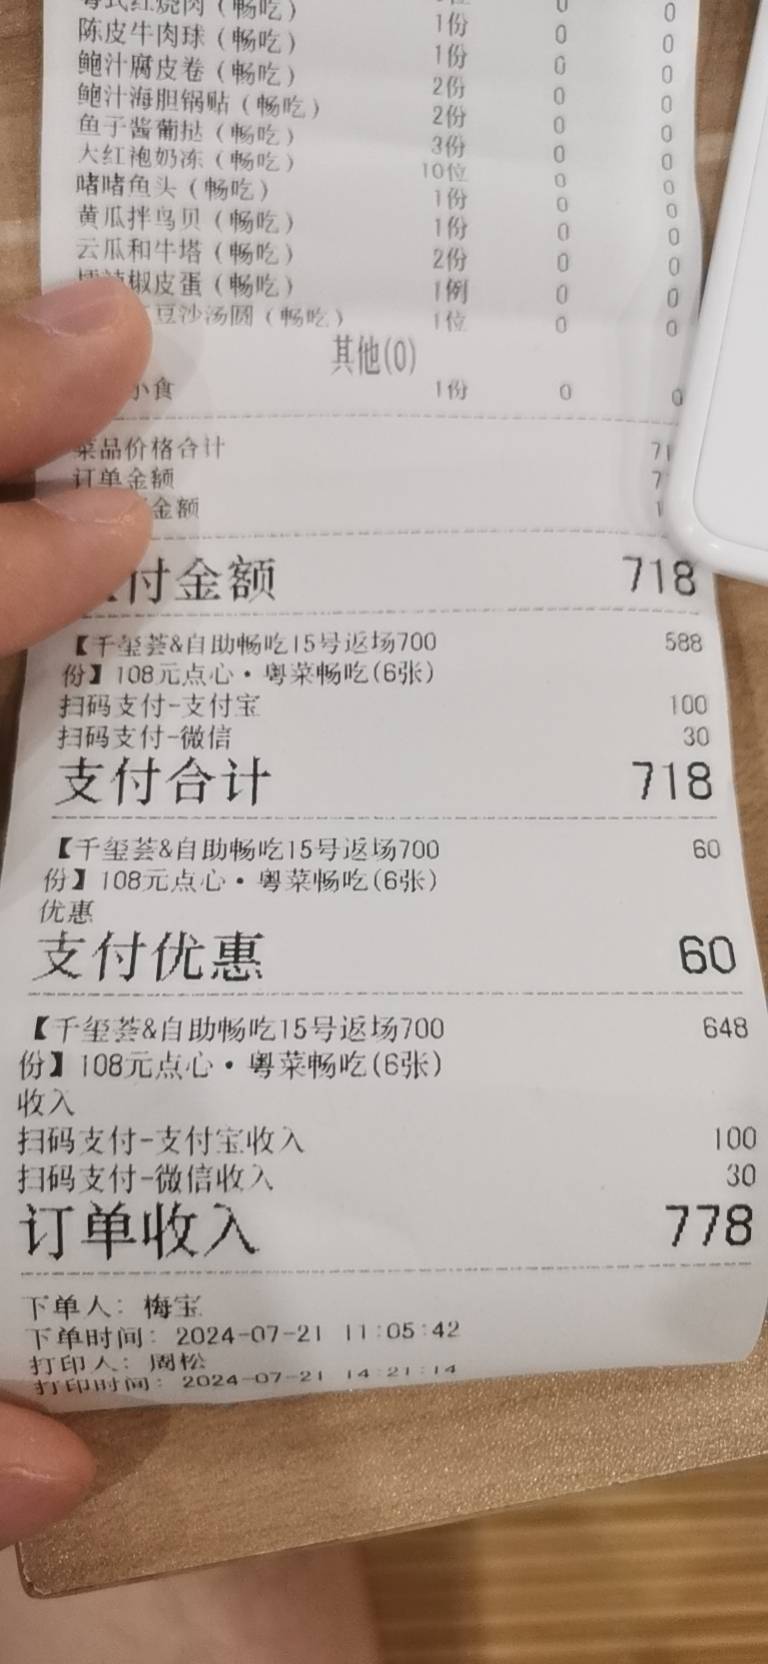 粤式红烧肉（畅吃） 0 0
陈皮牛肉球（畅吃） 1份 0 0
鲍汁腐皮卷（畅吃） 1份 0 0
鲍汁海胆锅贴（畅吃） 2份 0 0
鱼子酱葡挞（畅吃） 2份 0 0
大红袍奶冻（畅吃） 3份 0 0
啫啫鱼头（畅吃） 10位 0 0
黄瓜拌鸟贝（畅吃） 1份 0 0
云瓜和牛塔（畅吃） 1份 0 0
椒皮蛋（畅吃） 2份 0 0
豆沙汤圆（畅吃） 1例 0 0
1位 0 0
其他(0)
小食 1份 0 0
菜品价格合计
订单金额
金额
付金额 718
【千玺荟&自助畅吃15号返场700 588
份】108元点心·粤菜畅吃(6张)
扫码支付-支付宝 100
扫码支付-微信 30
支付合计 718
【千玺荟&自助畅吃15号返场700 60
份】108元点心·粤菜畅吃(6张)
优惠
支付优惠 60
【千玺荟&自助畅吃15号返场700 648
份】108元点心·粤菜畅吃(6张)
收入
扫码支付-支付宝收入 100
扫码支付-微信收入 30
订单收入 778
下单人: 梅宝
下单时间: 2024-07-21 11:05:42
打印人: 周松
打印时间: 2024-07-21 14:21:14